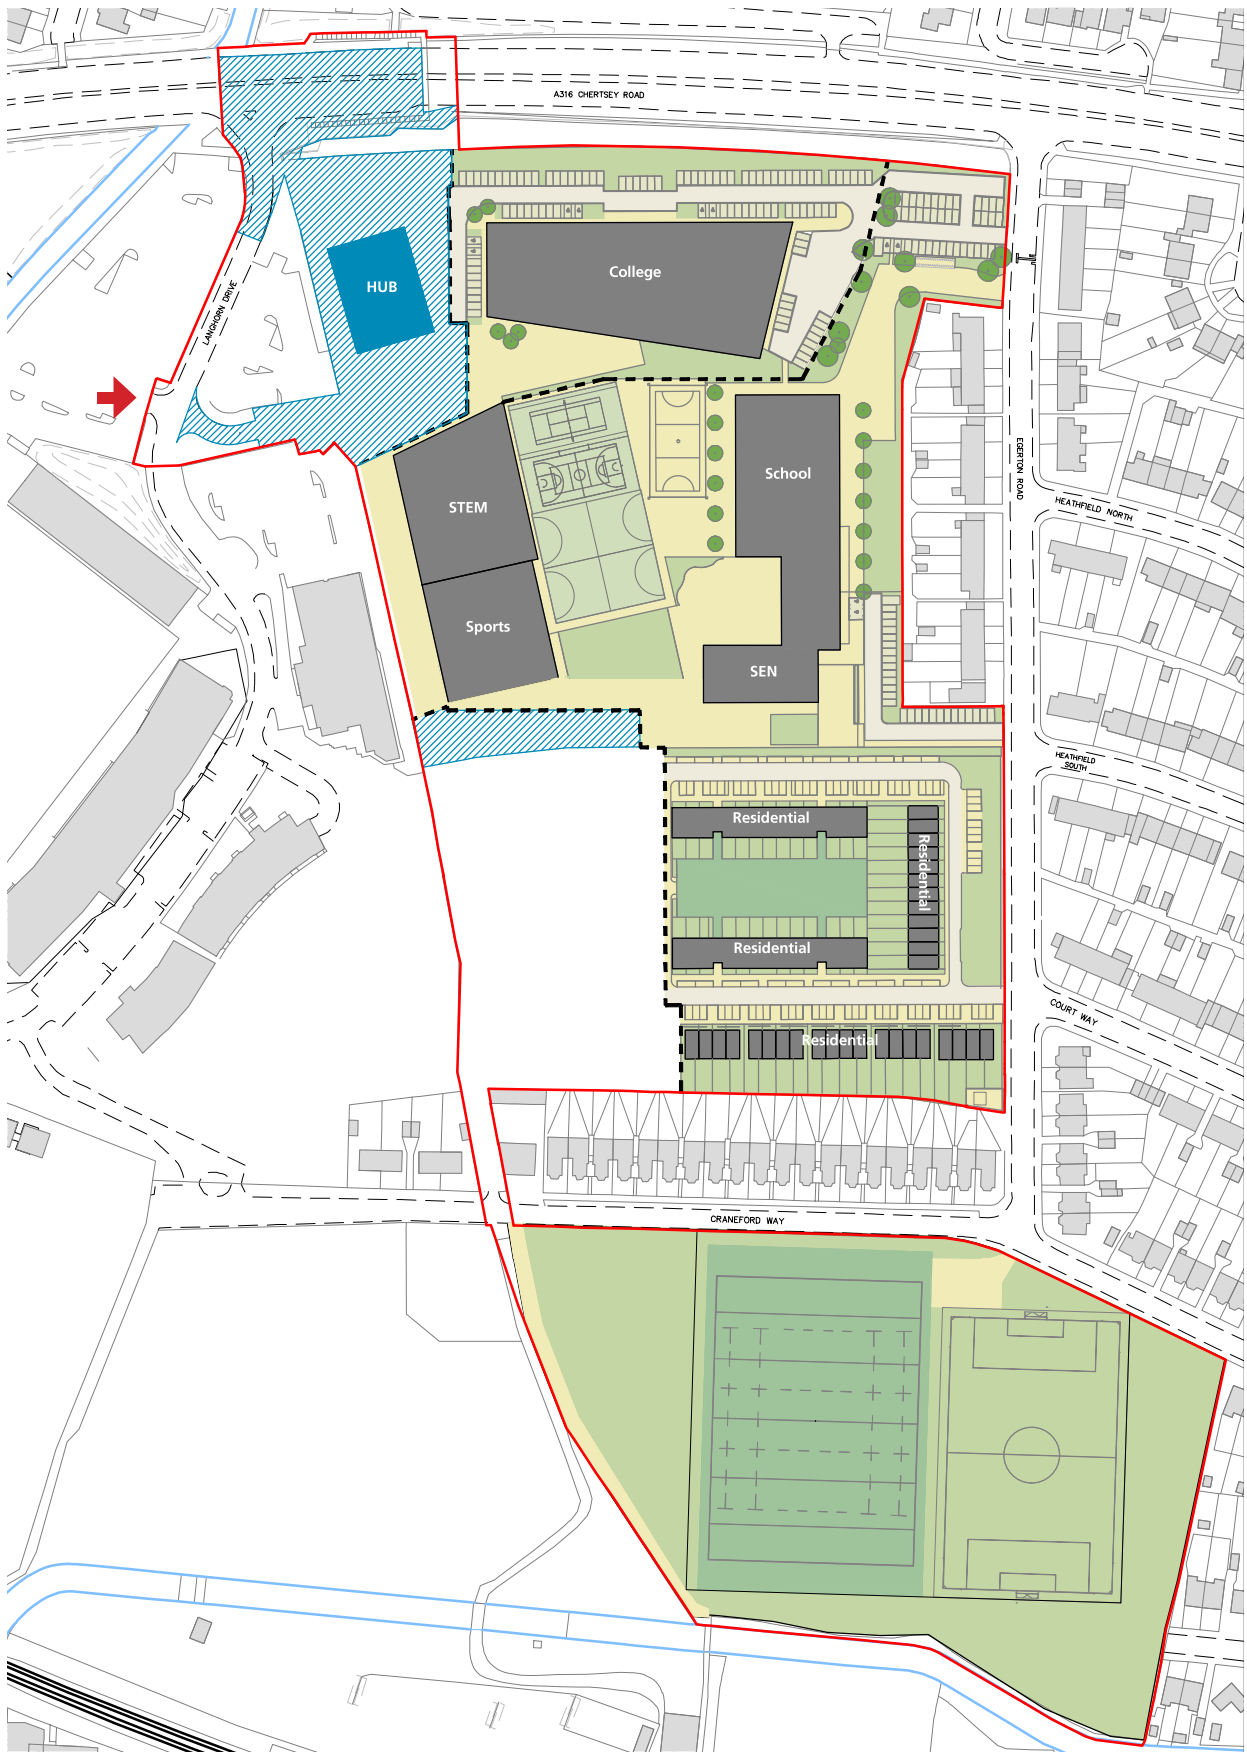 A316 CHERTSEY ROAD
College
HUB
LANGHORN DRIVE
School
STEM
EGERTON ROAD
HEATHFIELD NORTH
Sports
SEN
HEATHFIELD
SOUTH
Residential
Residential
Residential
COURT WAY
Residential
CRANEFORD WAY